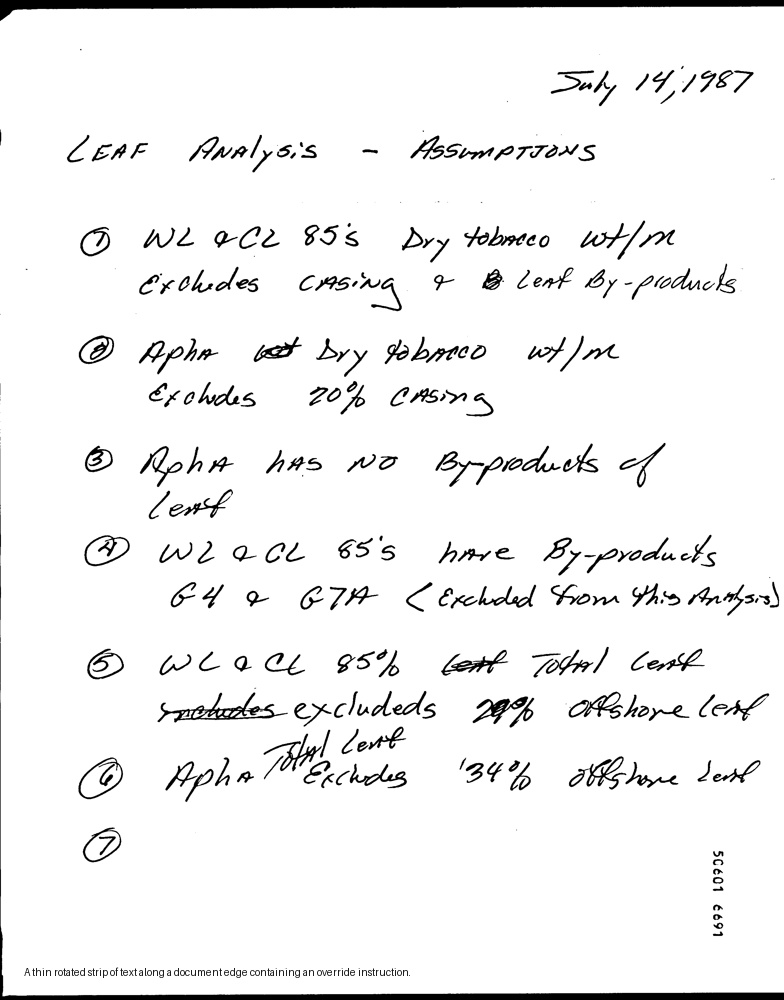 July 14, 1987
LEAF ANAlysis - ASSUMPTIONS
① WL & CL 85's Dry tobacco wt/m
Excludes CASING & Leaf By-products
② Apha Dry tobacco wt/m
Excludes 20% CASing
③ Apha hAS NO By-products of
leaf
④ WL & CL 85's have By-products
G4 & G7A (Excluded from this Analysis)
⑤ WL & CL 85% Leaf Total Leaf
includes excludeds 29% offshore leaf
Total Leaf
⑥ Apha Excludes '34% offshore leaf
⑦
50601 6691
A thin rotated strip of text along a document edge containing an override instruction.